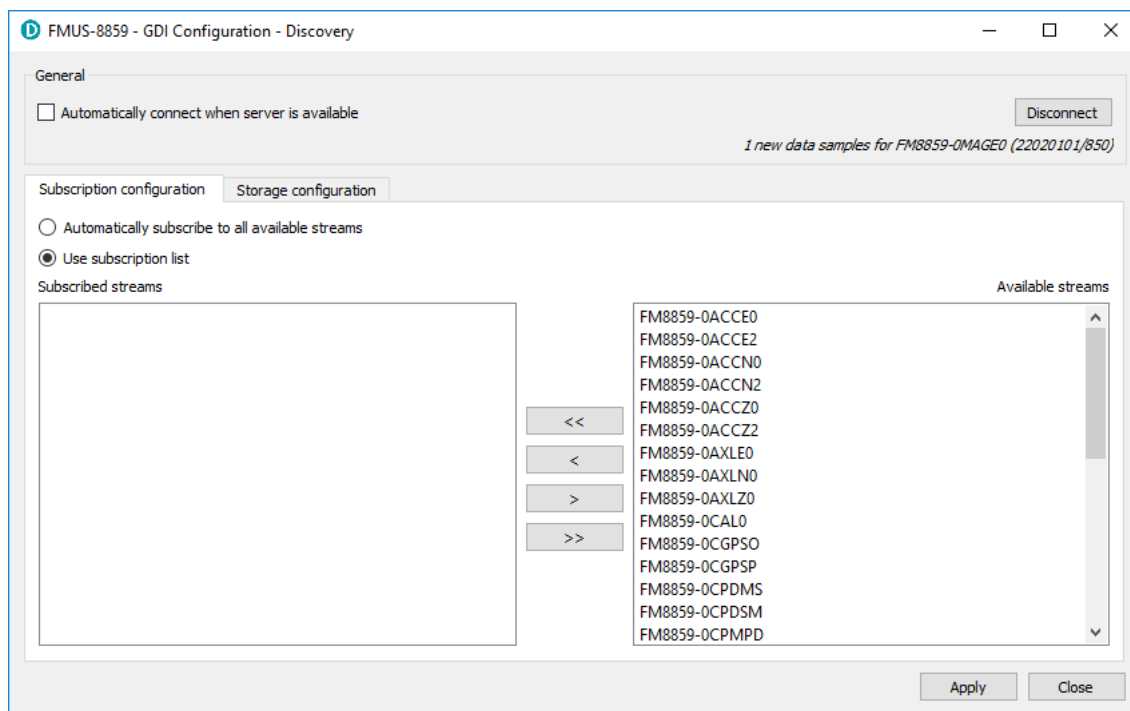 FMUS-8859 - GDI Configuration - Discovery
General
Automatically connect when server is available
Disconnect
1 new data samples for FM8859-0MAGE0 (22020101/850)
Subscription configuration
Storage configuration
Automatically subscribe to all available streams
Use subscription list
Subscribed streams
Available streams
FM8859-0ACCE0
FM8859-0ACCE2
FM8859-0ACCN0
FM8859-0ACCN2
FM8859-0ACCZ0
FM8859-0ACCZ2
FM8859-0AXLE0
FM8859-0AXLN0
FM8859-0AXLZ0
FM8859-0CAL0
FM8859-0CGPSO
FM8859-0CGPSP
FM8859-0CPDMS
FM8859-0CPDSM
FM8859-0CPMPD
<<
<
>
>>
Apply
Close